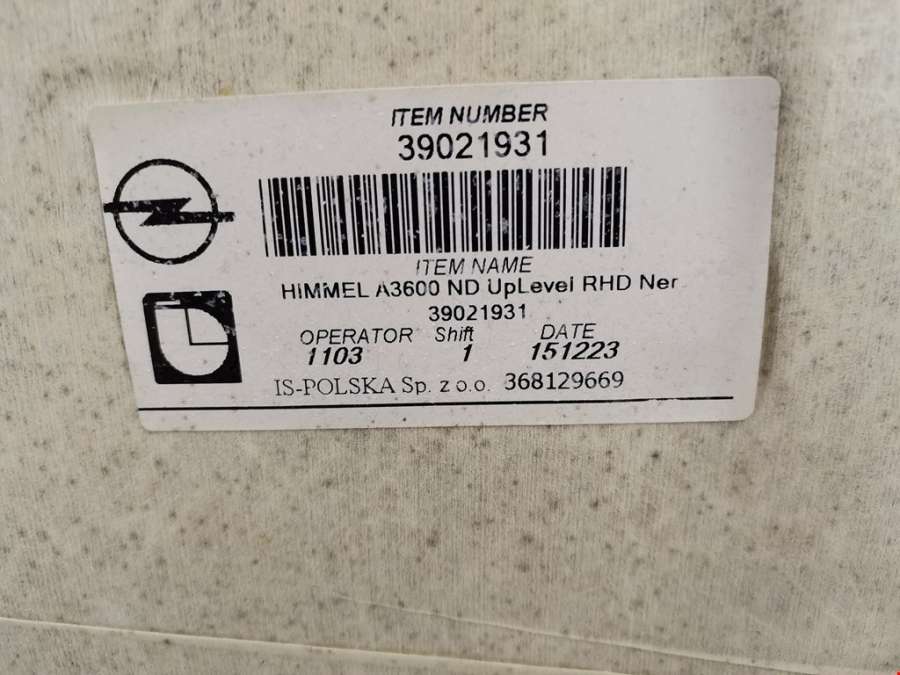 ITEM NUMBER
39021931
ITEM NAME
HIMMEL A3600 ND UpLevel RHD Ner
39021931
OPERATOR Shift DATE
1103 1 151223
IS-POLSKA Sp. z o.o. 368129669